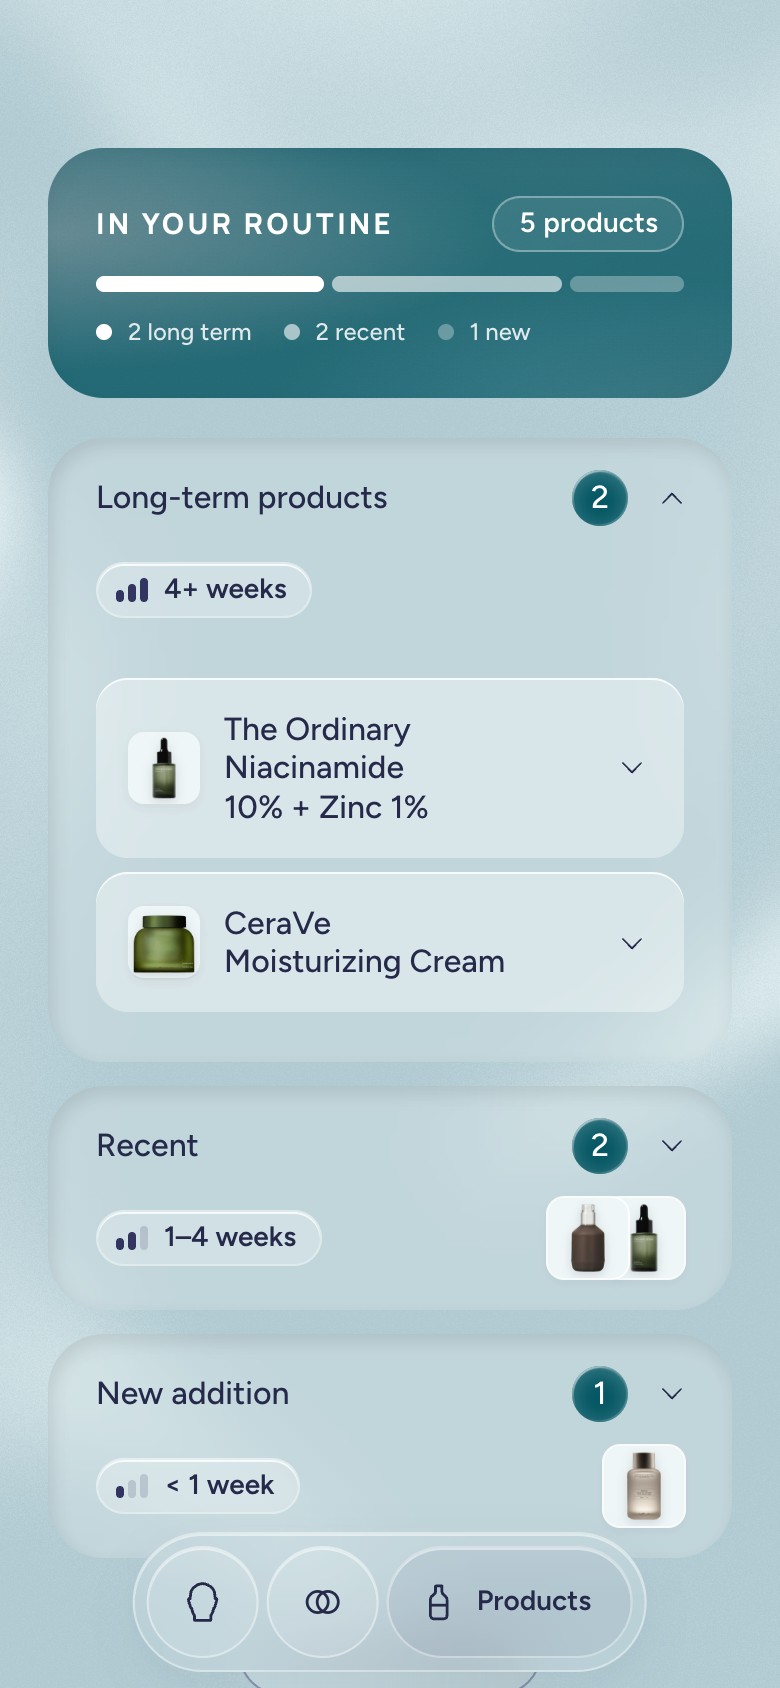 IN YOUR ROUTINE
5 products
2 long term
2 recent
1 new
Long-term products
2
4+ weeks
The Ordinary
Niacinamide
10% + Zinc 1%
CeraVe
Moisturizing Cream
Recent
2
1–4 weeks
New addition
1
< 1 week
Products